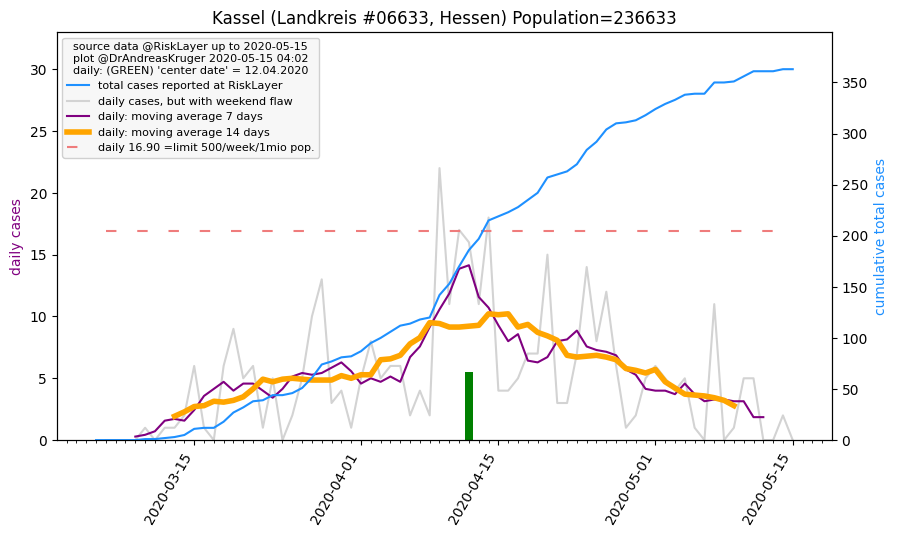 Kassel (Landkreis #06633, Hessen) Population=236633
source data @RiskLayer up to 2020-05-15
plot @DrAndreasKruger 2020-05-15 04:02
daily: (GREEN) 'center date' = 12.04.2020
total cases reported at RiskLayer
daily cases, but with weekend flaw
daily: moving average 7 days
daily: moving average 14 days
daily 16.90 =limit 500/week/1mio pop.
daily cases
30
25
20
15
10
5
0
cumulative total cases
350
300
250
200
150
100
50
0
2020-03-15
2020-04-01
2020-04-15
2020-05-01
2020-05-15